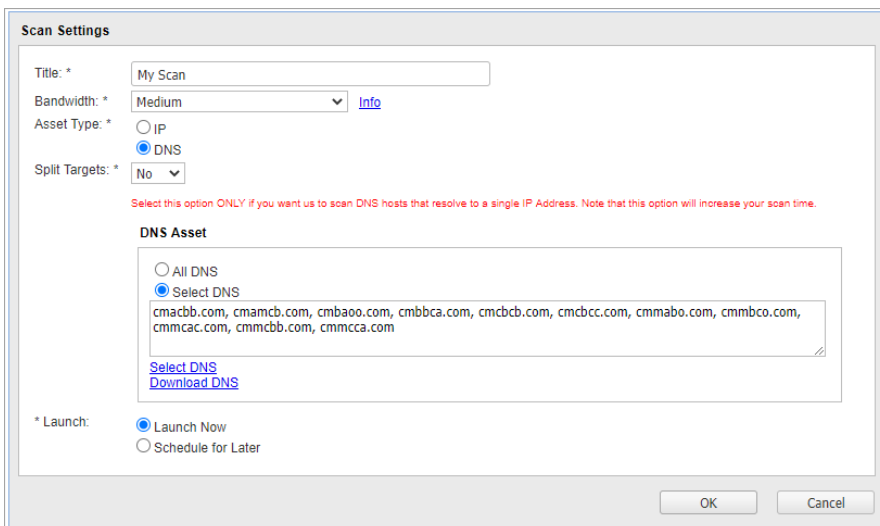 Scan Settings
Title: *
My Scan
Bandwidth: *
Medium
Info
Asset Type: *
IP
DNS
Split Targets: *
No
Select this option ONLY if you want us to scan DNS hosts that resolve to a single IP Address. Note that this option will increase your scan time.
DNS Asset
All DNS
Select DNS
cmacbb.com, cmamcb.com, cmbaoo.com, cmbbca.com, cmcbcb.com, cmcbcc.com, cmmabo.com, cmmbco.com,
cmmcac.com, cmmcbb.com, cmmcca.com
Select DNS
Download DNS
* Launch:
Launch Now
Schedule for Later
OK
Cancel